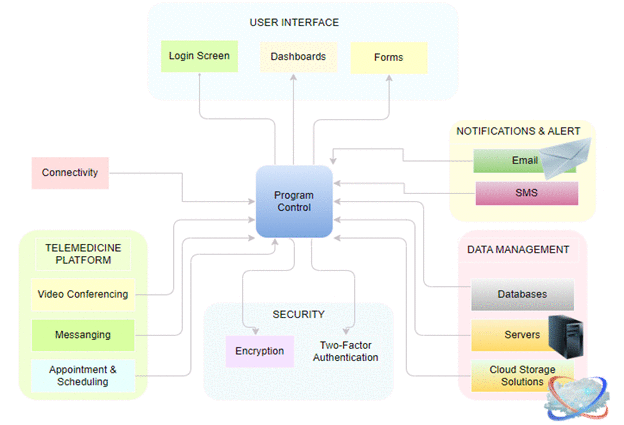 USER INTERFACE
Login Screen
Dashboards
Forms
NOTIFICATIONS & ALERT
Email
SMS
Connectivity
Program
Control
TELEMEDICINE
PLATFORM
Video Conferencing
Messanging
Appointment &
Scheduling
SECURITY
Encryption
Two-Factor
Authentication
DATA MANAGEMENT
Databases
Servers
Cloud Storage
Solutions